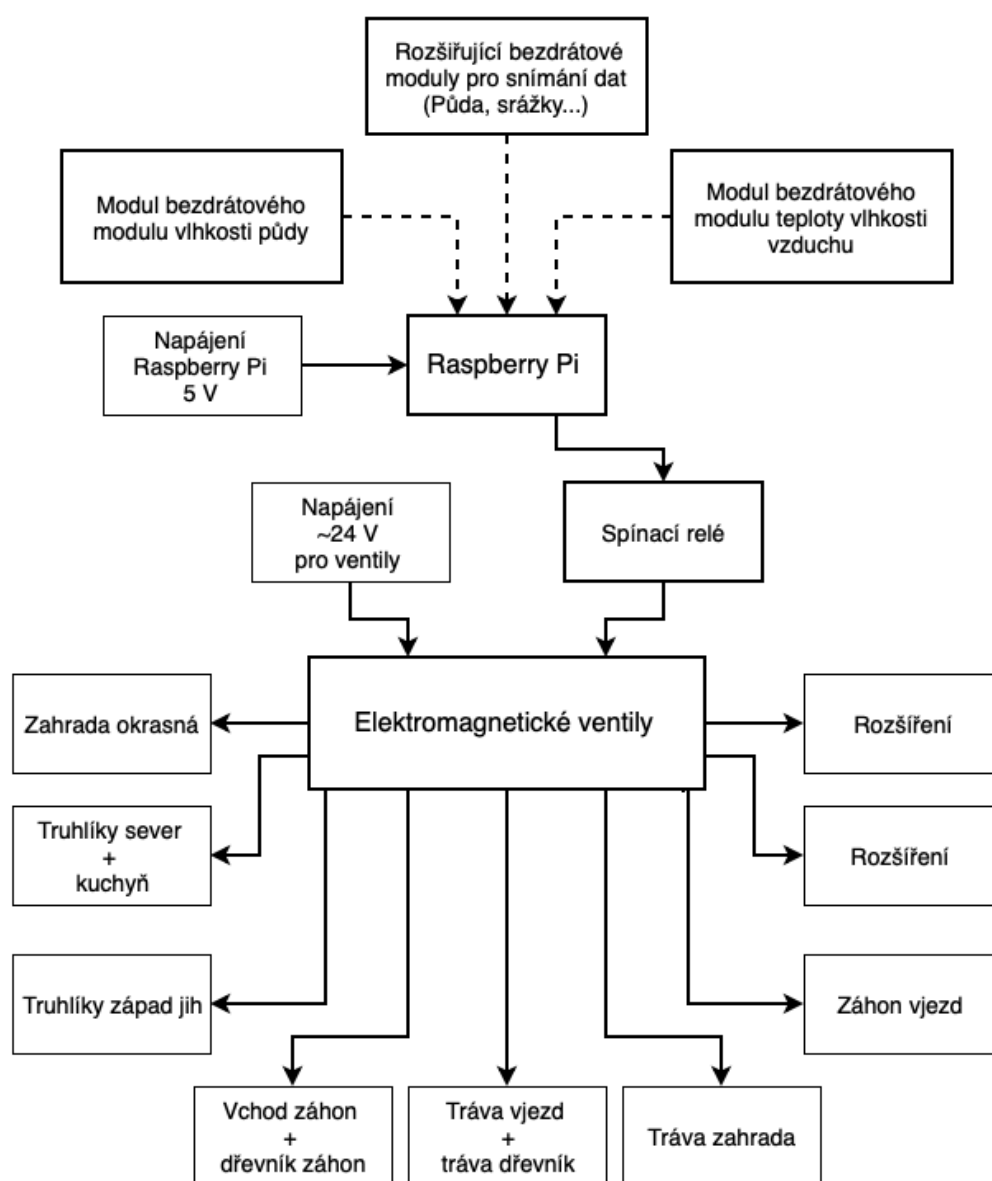 Rozšiřující bezdrátové
moduly pro snímání dat
(Půda, srážky...)
Modul bezdrátového
modulu vlhkosti půdy
Modul bezdrátového
modulu teploty vlhkosti
vzduchu
Napájení
Raspberry Pi
5 V
Raspberry Pi
Napájení
~24 V
pro ventily
Spínací relé
Elektromagnetické ventily
Zahrada okrasná
Rozšíření
Truhlíky sever
+
kuchyň
Rozšíření
Truhlíky západ jih
Záhon vjezd
Vchod záhon
+
dřevník záhon
Tráva vjezd
+
tráva dřevník
Tráva zahrada